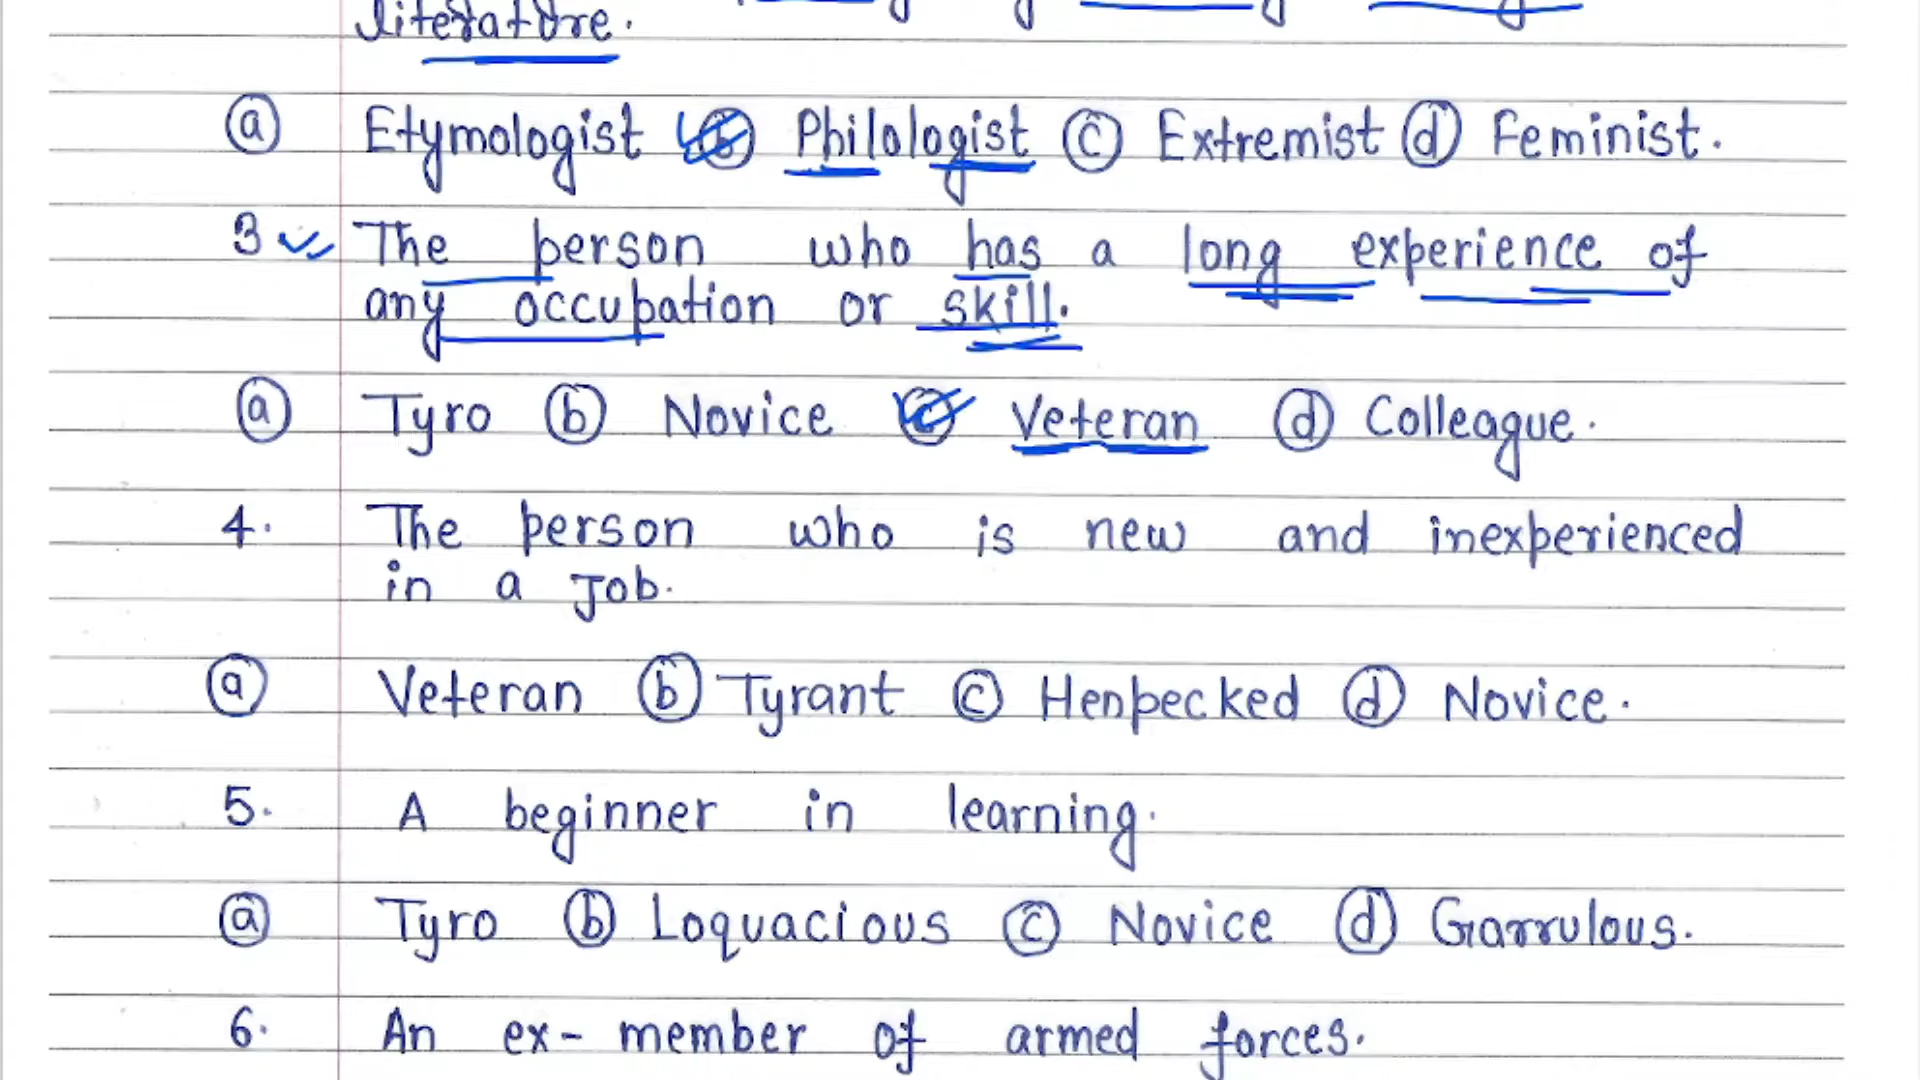 literature.
ⓐ Etymologist ⓑ Philologist ⓒ Extremist ⓓ Feminist.
3 The person who has a long experience of
any occupation or skill.
ⓐ Tyro ⓑ Novice ⓒ Veteran ⓓ Colleague.
4. The person who is new and inexperienced
in a Job.
ⓐ Veteran ⓑ Tyrant ⓒ Henpecked ⓓ Novice.
5. A beginner in learning.
ⓐ Tyro ⓑ Loquacious ⓒ Novice ⓓ Garrulous.
6. An ex-member of armed forces.